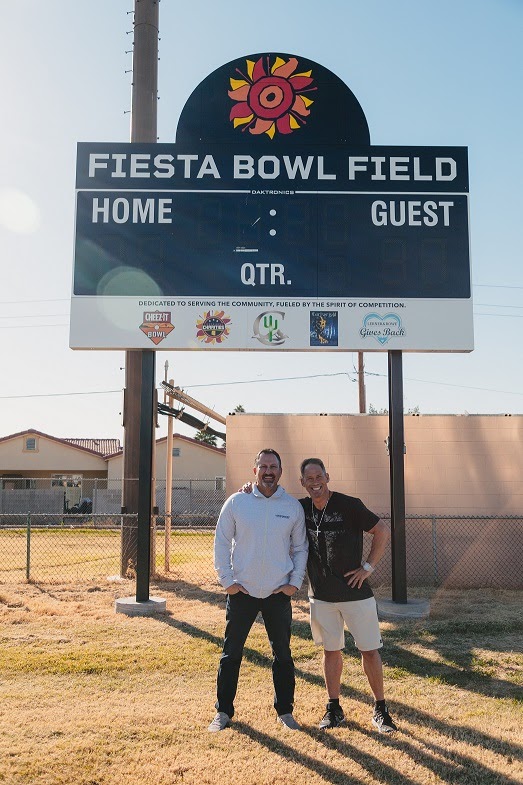 FIESTA BOWL FIELD
DAKTRONICS
HOME : GUEST
QTR.
DEDICATED TO SERVING THE COMMUNITY, FUELED BY THE SPIRIT OF COMPETITION.
CHEEZ-IT
BOWL
CHARITIES
Gives Back